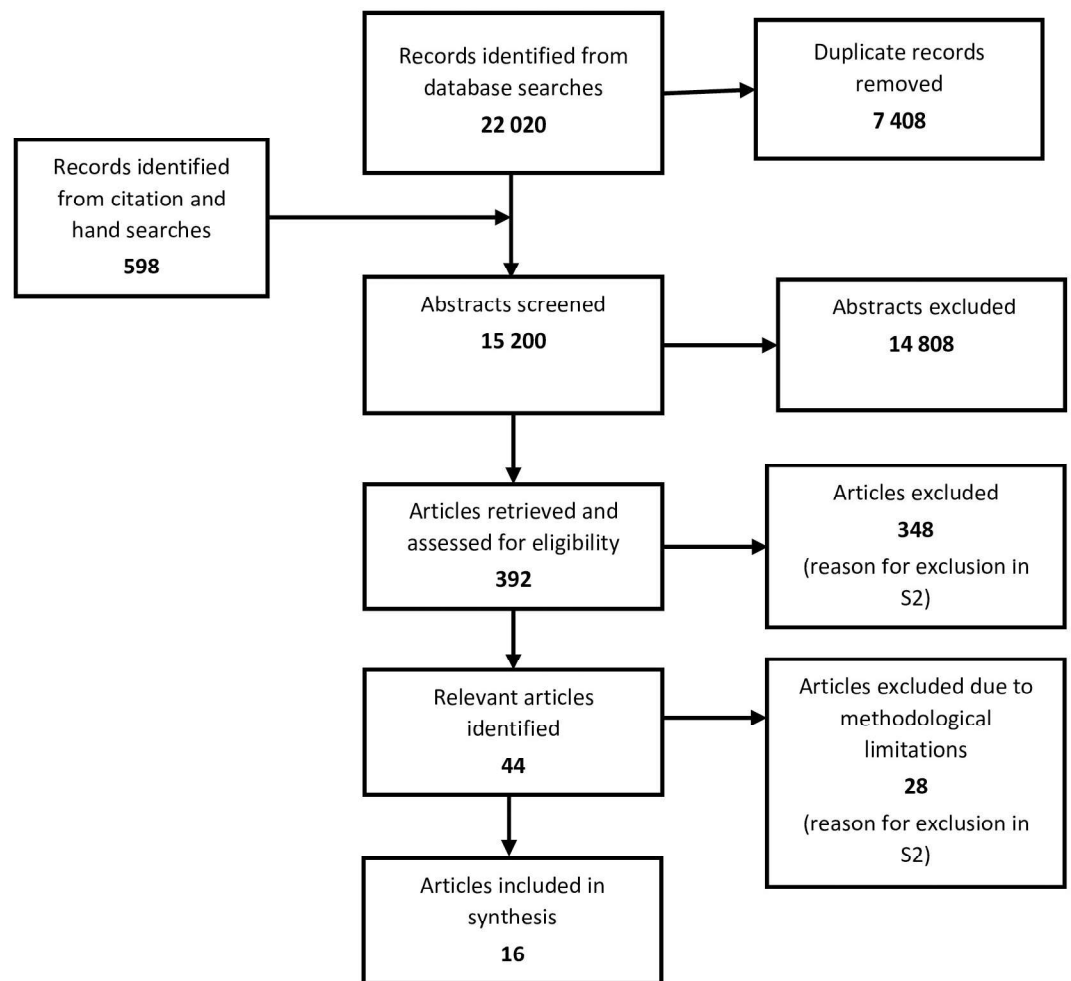 Records identified from
database searches
22 020
Duplicate records
removed
7 408
Records identified
from citation and
hand searches
598
Abstracts screened
15 200
Abstracts excluded
14 808
Articles retrieved and
assessed for eligibility
392
Articles excluded
348
(reason for exclusion in
S2)
Relevant articles
identified
44
Articles excluded due to
methodological
limitations
28
(reason for exclusion in
S2)
Articles included in
synthesis
16